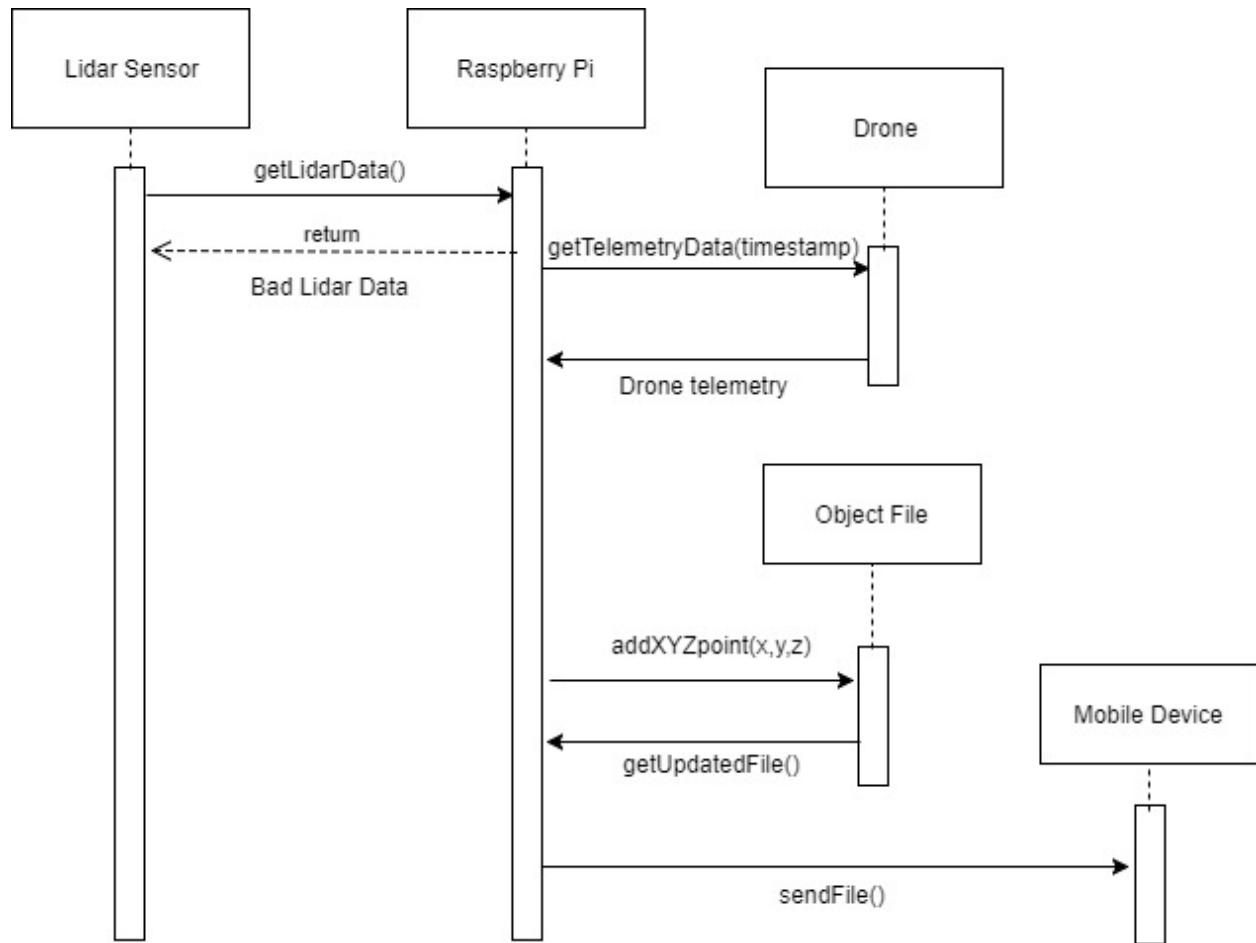 Lidar Sensor
Raspberry Pi
Drone
getLidarData()
return
getTelemetryData(timestamp)
Bad Lidar Data
Drone telemetry
Object File
addXYZpoint(x,y,z)
Mobile Device
getUpdatedFile()
sendFile()